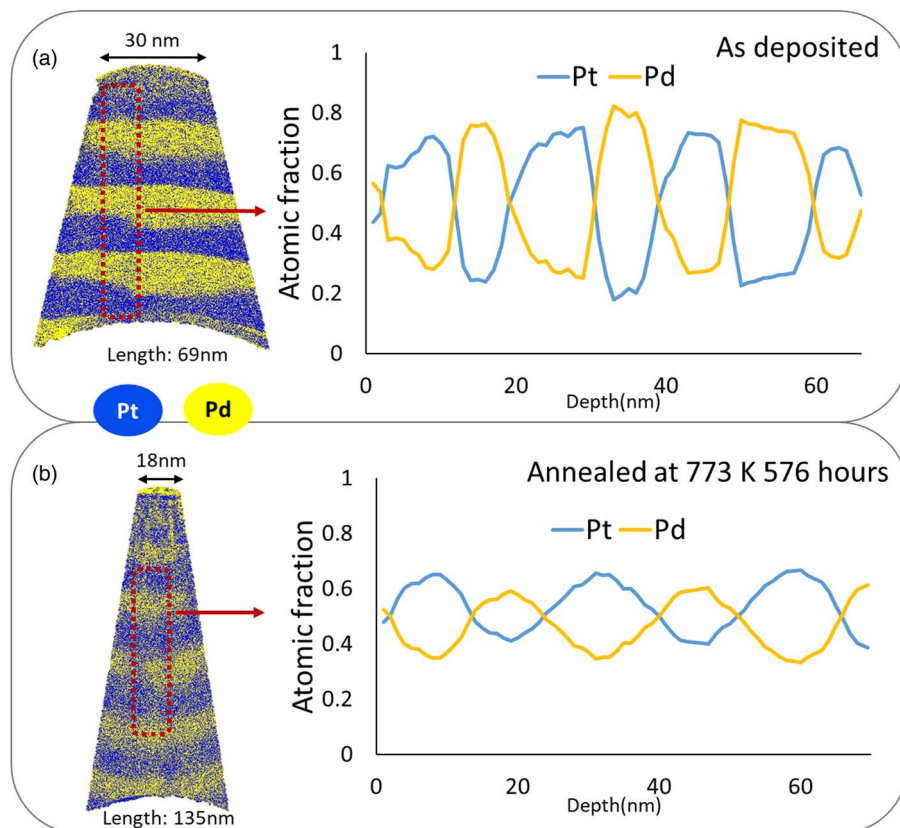 (a)
30 nm
Length: 69nm
As deposited
Pt Pd
Atomic fraction
1
0.8
0.6
0.4
0.2
0
0 20 40 60
Depth(nm)
Pt Pd
(b)
18nm
Length: 135nm
Annealed at 773 K 576 hours
Pt Pd
Atomic fraction
1
0.8
0.6
0.4
0.2
0
0 20 40 60
Depth(nm)